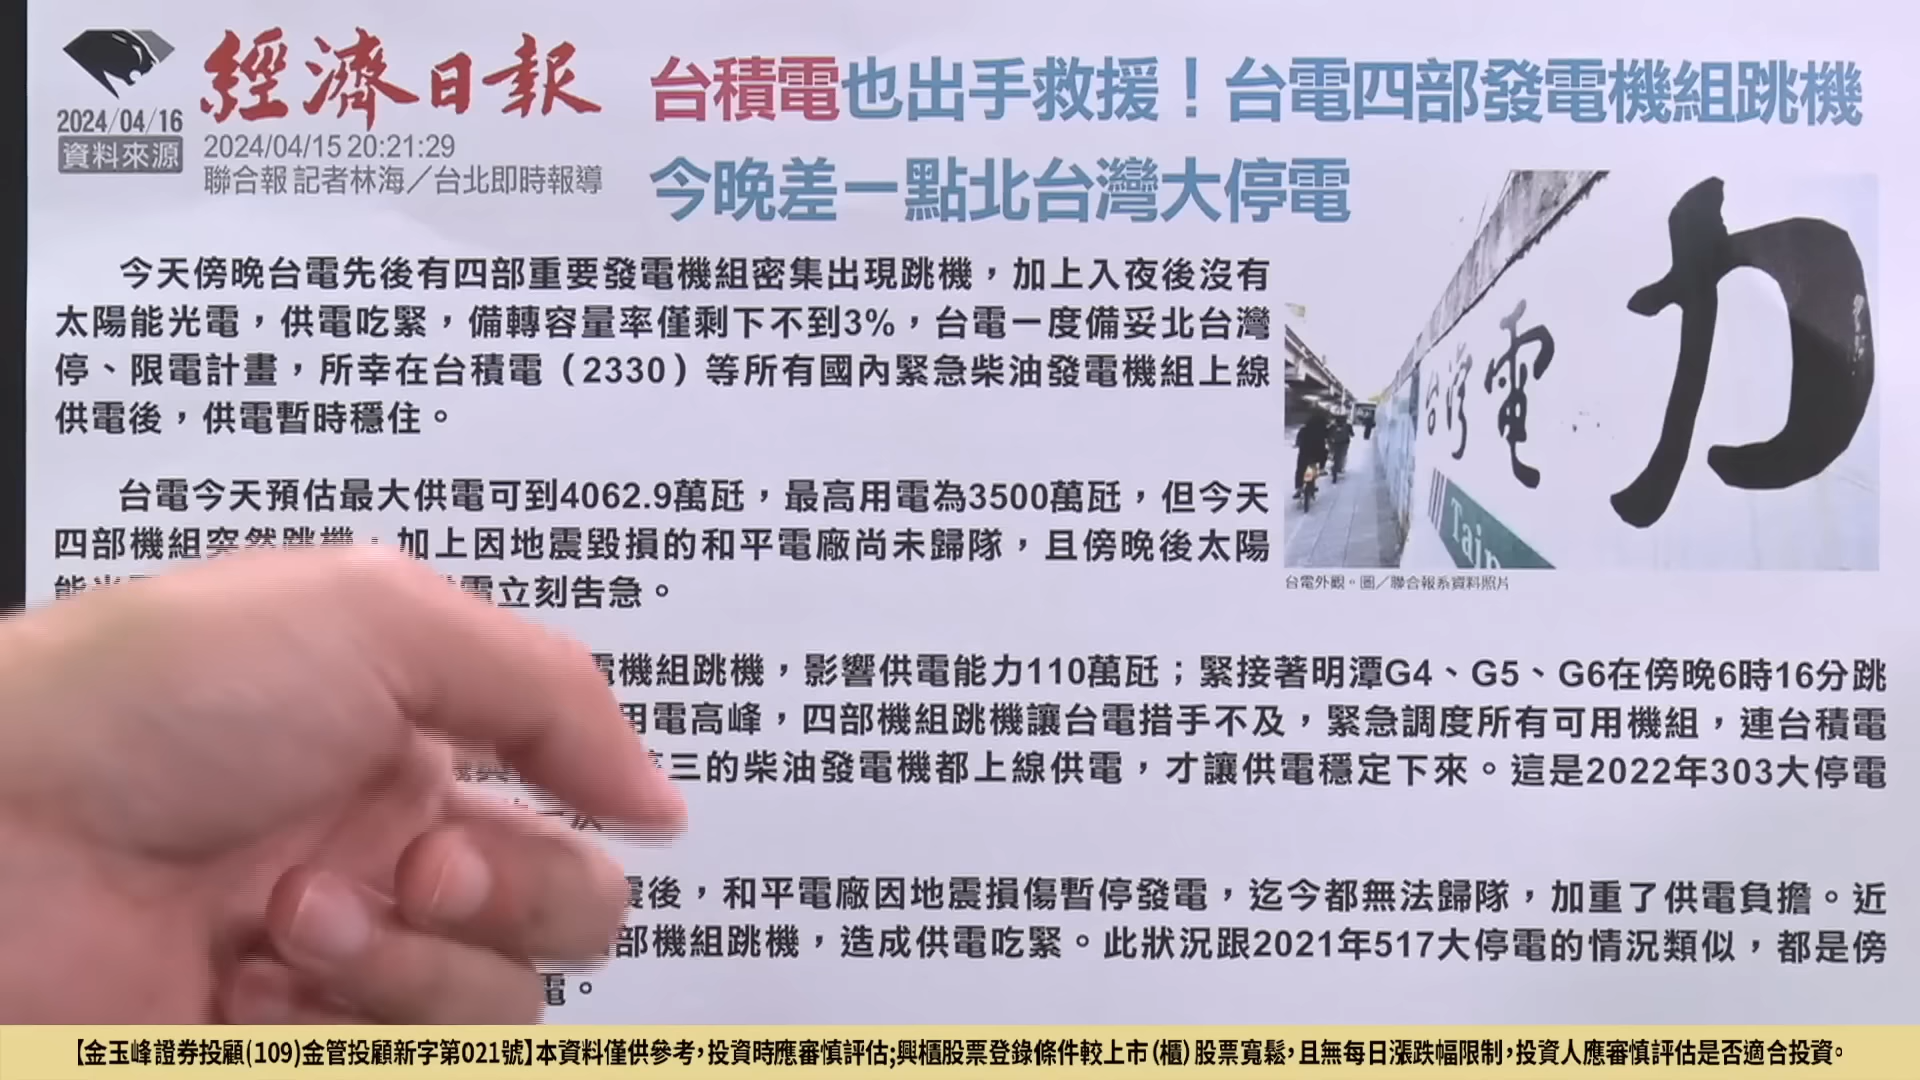 經濟日報
2024/04/16
資料來源
2024/04/15 20:21:29
聯合報 記者林海／台北即時報導
台積電也出手救援！台電四部發電機組跳機
今晚差一點北台灣大停電
今天傍晚台電先後有四部重要發電機組密集出現跳機，加上入夜後沒有
太陽能光電，供電吃緊，備轉容量率僅剩下不到3%，台電一度備妥北台灣
停、限電計畫，所幸在台積電（2330）等所有國內緊急柴油發電機組上線
供電後，供電暫時穩住。
台電今天預估最大供電可到4062.9萬瓩，最高用電為3500萬瓩，但今天
四部機組突然跳機，加上因地震毀損的和平電廠尚未歸隊，且傍晚後太陽
電立刻告急。
電機組跳機，影響供電能力110萬瓩；緊接著明潭G4、G5、G6在傍晚6時16分跳
用電高峰，四部機組跳機讓台電措手不及，緊急調度所有可用機組，連台積電
三的柴油發電機都上線供電，才讓供電穩定下來。這是2022年303大停電
震後，和平電廠因地震損傷暫停發電，迄今都無法歸隊，加重了供電負擔。近
部機組跳機，造成供電吃緊。此狀況跟2021年517大停電的情況類似，都是傍
電。
台灣電力
Taip
台電外觀。圖／聯合報系資料照片
【金玉峰證券投顧(109)金管投顧新字第021號】本資料僅供參考，投資時應審慎評估;興櫃股票登錄條件較上市(櫃)股票寬鬆，且無每日漲跌幅限制，投資人應審慎評估是否適合投資。